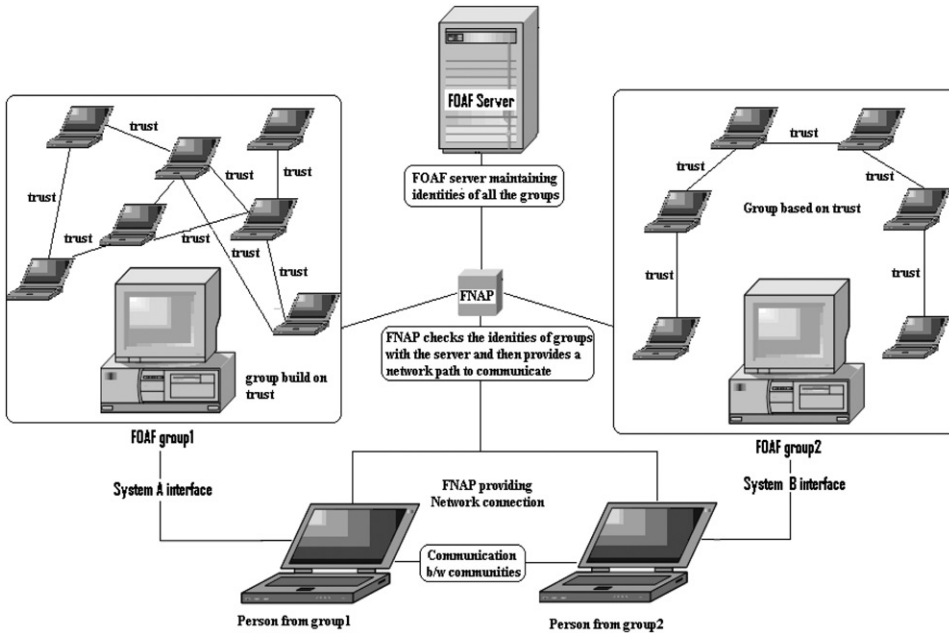 FOAF Server
FOAF server maintaining
identities of all the groups
trust
trust
trust
trust
trust
trust
trust
trust
trust
group build on
trust
FOAF group1
FNAP
FNAP checks the idenities of groups
with the server and then provides a
network path to communicate
trust
trust
trust
Group based on trust
trust
trust
FOAF group2
System A interface
FNAP providing
Network connection
System B interface
Communication
b/w communities
Person from group1
Person from group2